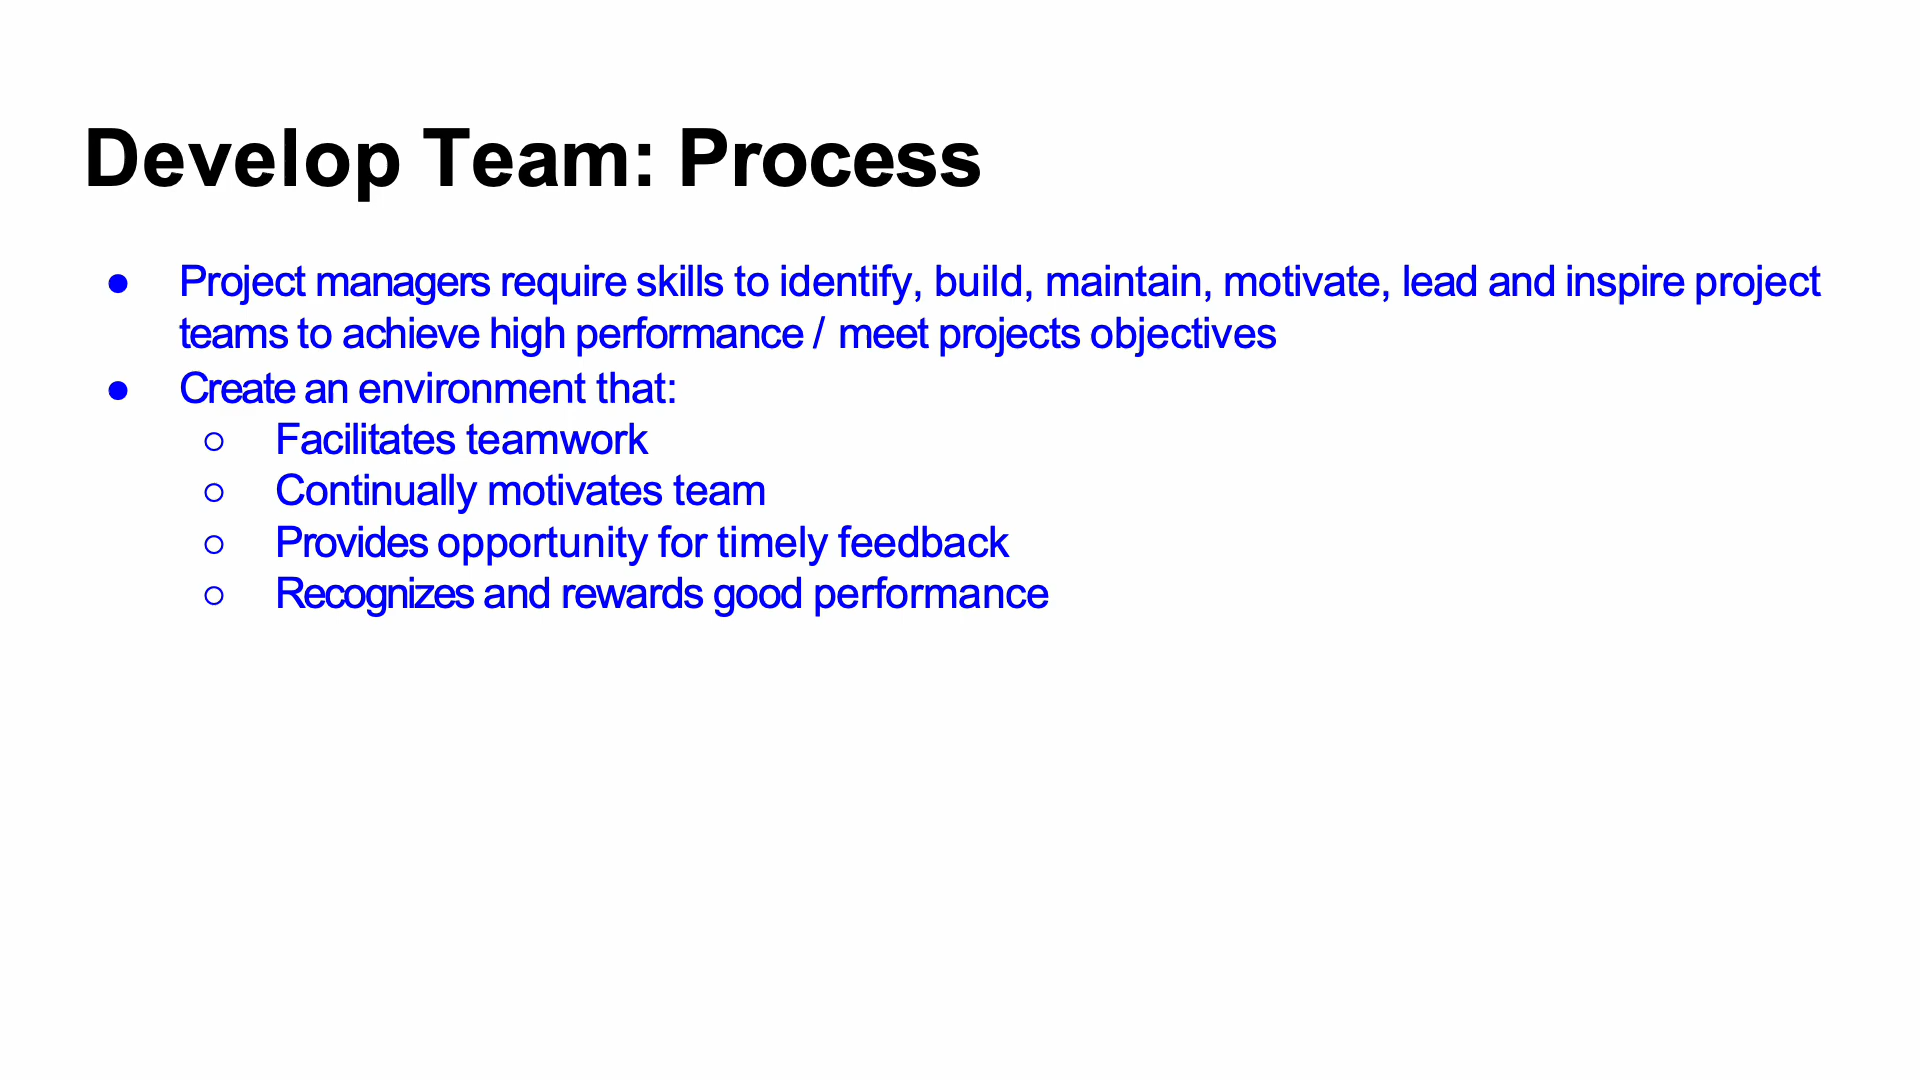 Develop Team: Process
● Project managers require skills to identify, build, maintain, motivate, lead and inspire project
teams to achieve high performance / meet projects objectives
● Create an environment that:
○ Facilitates teamwork
○ Continually motivates team
○ Provides opportunity for timely feedback
○ Recognizes and rewards good performance